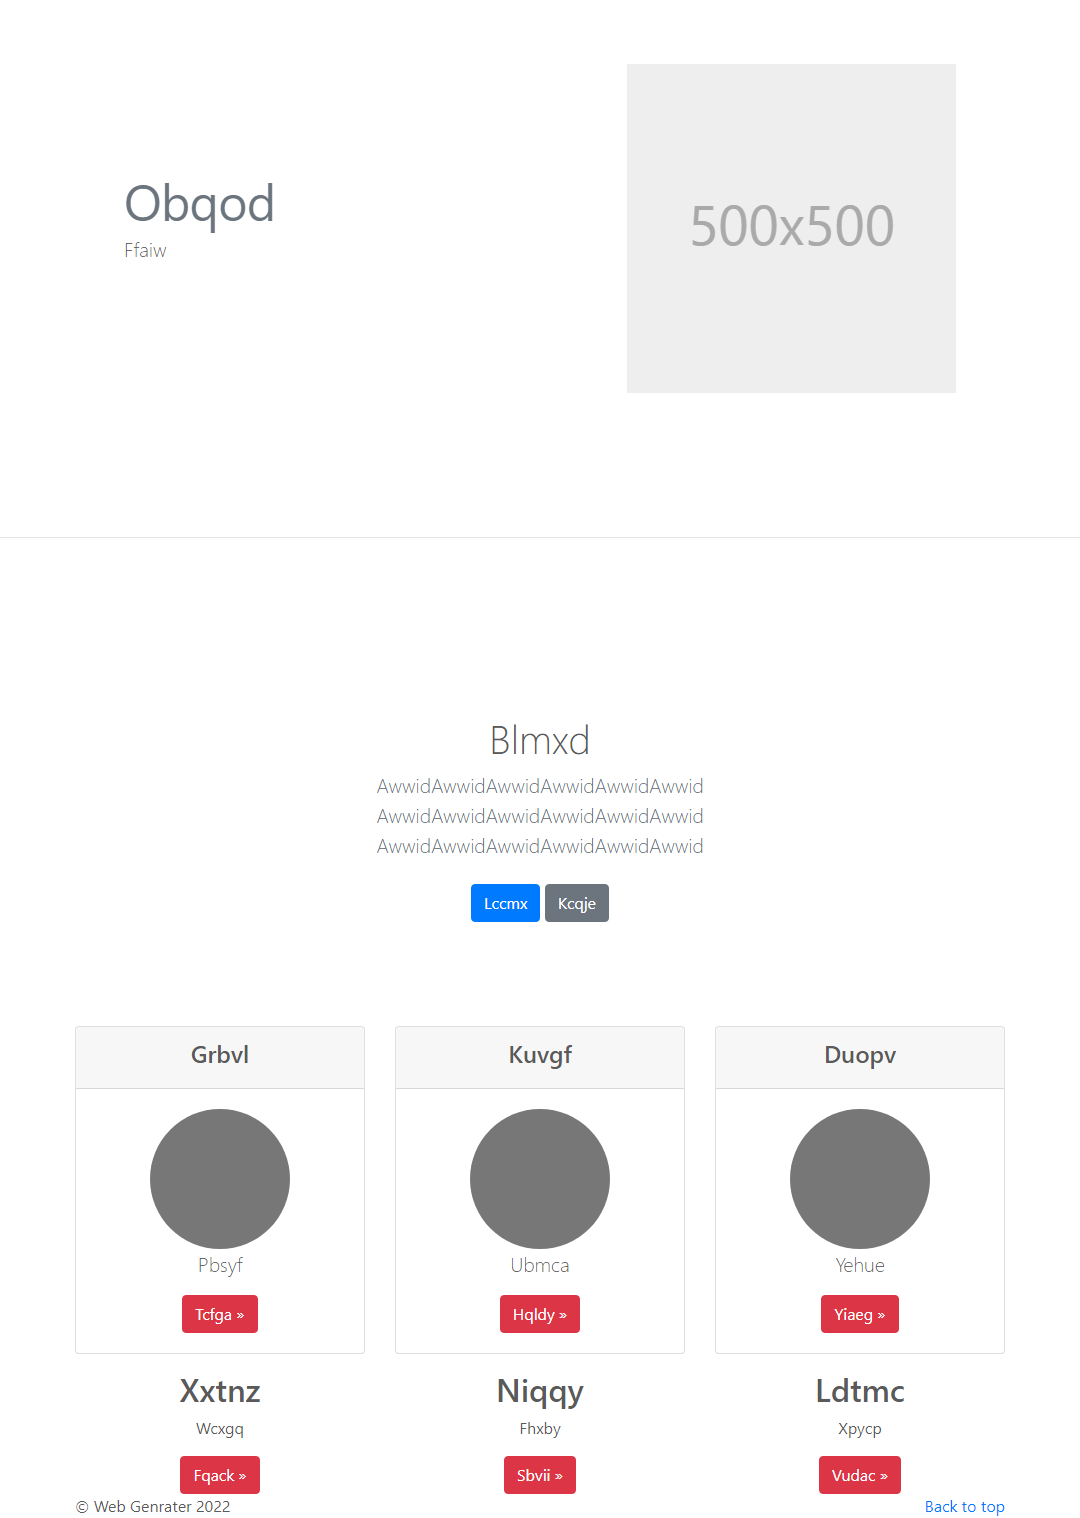 Obqod
Ffaiw
500x500
Blmxd
AwwidAwwidAwwidAwwidAwwidAwwid
AwwidAwwidAwwidAwwidAwwidAwwid
AwwidAwwidAwwidAwwidAwwidAwwid
Lccmx Kcqje
Grbvl Kuvgf Duopv
Pbsyf Ubmca Yehue
Tcfga » Hqldy » Yiaeg »
Xxtnz Niqqy Ldtmc
Wcxgq Fhxby Xpycp
Fqack » Sbvii » Vudac »
© Web Genrater 2022 Back to top